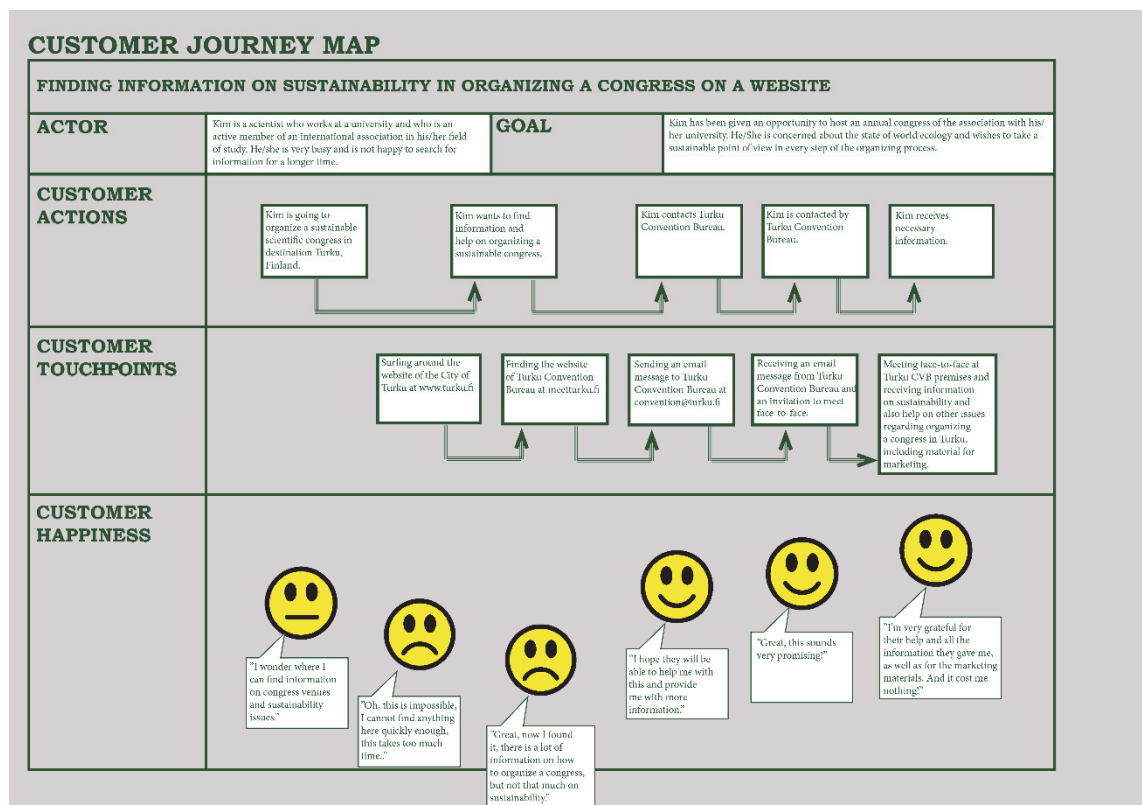 CUSTOMER JOURNEY MAP
FINDING INFORMATION ON SUSTAINABILITY IN ORGANIZING A CONGRESS ON A WEBSITE
ACTOR
Kim is a scientist who works at a university and who is an
active member of an international association in his/her field
of study. He/she is very busy and is not happy to search for
information for a longer time.
GOAL
Kim has been given an opportunity to host an annual congress of the association with his/
her university. He/She is concerned about the state of world ecology and wishes to take a
sustainable point of view in every step of the organizing process.
CUSTOMER
ACTIONS
Kim is going to
organize a sustainable
scientific congress in
destination Turku,
Finland.
Kim wants to find
information and
help on organizing a
sustainable congress.
Kim contacts Turku
Convention Bureau.
Kim is contacted by
Turku Convention
Bureau.
Kim receives
necessary
information.
CUSTOMER
TOUCHPOINTS
Surfing around the
website of the City of
Turku at www.turku.fi
Finding the website
of Turku Convention
Bureau at meetturku.fi
Sending an email
message to Turku
Convention Bureau at
convention@turku.fi
Receiving an email
message from Turku
Convention Bureau and
an invitation to meet
face-to-face.
Meeting face-to-face at
Turku CVB premises and
receiving information
on sustainability and
also help on other issues
regarding organizing
a congress in Turku,
including material for
marketing.
CUSTOMER
HAPPINESS
"I wonder where I
can find information
on congress venues
and sustainability
issues."
"Oh, this is impossible,
I cannot find anything
here quickly enough,
this takes too much
time.."
"Great, now I found
it, there is a lot of
information on how
to organize a congress,
but not that much on
sustainability."
"I hope they will be
able to help me with
this and provide
me with more
information."
"Great, this sounds
very promising!"
"I'm very grateful for
their help and all the
information they gave me,
as well as for the marketing
materials. And it cost me
nothing!"